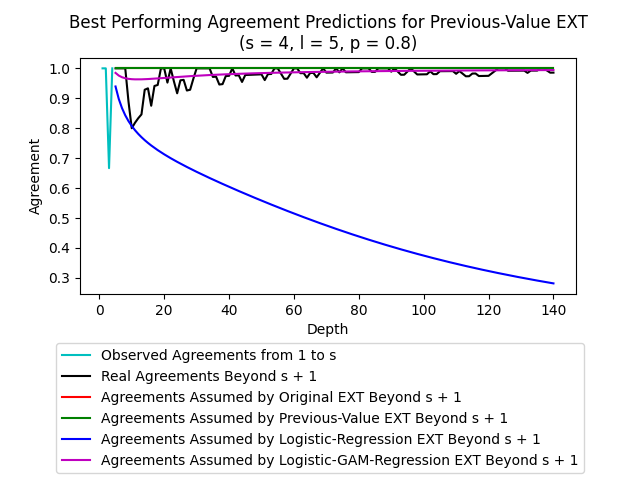 Best Performing Agreement Predictions for Previous-Value EXT
(s = 4, l = 5, p = 0.8)
1.0
0.9
0.8
0.7
0.6
0.5
0.4
0.3
Agreement
0 20 40 60 80 100 120 140
Depth
Observed Agreements from 1 to s
Real Agreements Beyond s + 1
Agreements Assumed by Original EXT Beyond s + 1
Agreements Assumed by Previous-Value EXT Beyond s + 1
Agreements Assumed by Logistic-Regression EXT Beyond s + 1
Agreements Assumed by Logistic-GAM-Regression EXT Beyond s + 1